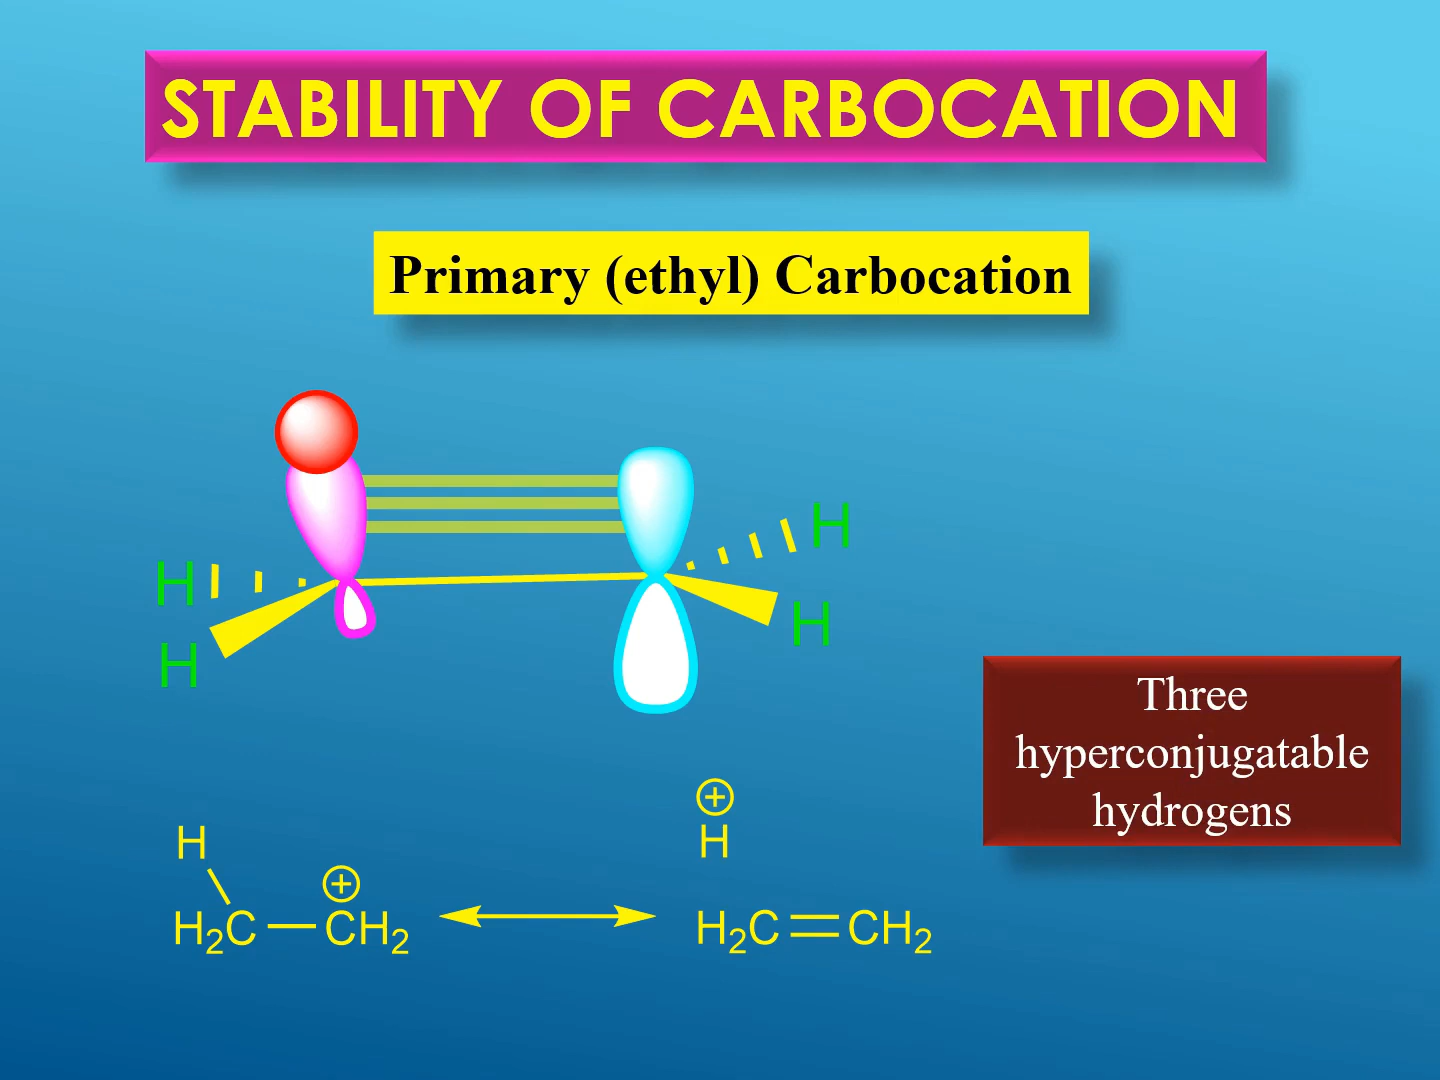 STABILITY OF CARBOCATION
Primary (ethyl) Carbocation
H
H
H
H
Three
hyperconjugatable
hydrogens
⊕
H
H
⊕
H₂C—CH₂
H₂C=CH₂